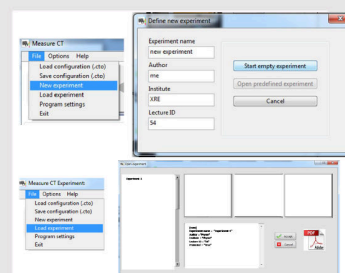 Measure CT
File Options Help
Load configuration (.cto)
Save configuration (.cto)
New experiment
Load experiment
Program settings
Exit
Define new experiment
Experiment name
new experiment
Author
me
Institute
XRE
Lecture ID
54
Start empty experiment
Open predefined experiment
Cancel
Measure CT Experiment
File Options Help
Load configuration (.cto)
Save configuration (.cto)
New experiment
Load experiment
Program settings
Exit
PDF